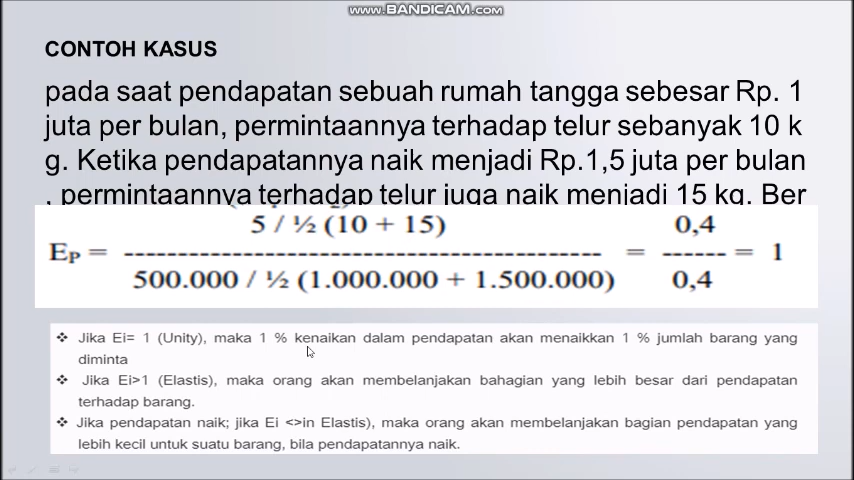 www.BANDICAM.com
CONTOH KASUS
pada saat pendapatan sebuah rumah tangga sebesar Rp. 1
juta per bulan, permintaannya terhadap telur sebanyak 10 k
g. Ketika pendapatannya naik menjadi Rp.1,5 juta per bulan
, permintaannya terhadap telur juga naik menjadi 15 kg. Ber
5 / ½ (10 + 15) 0,4
EP = ------------------------------------------------ = ------ = 1
500.000 / ½ (1.000.000 + 1.500.000) 0,4
❖ Jika Ei= 1 (Unity), maka 1 % kenaikan dalam pendapatan akan menaikkan 1 % jumlah barang yang
diminta
❖ Jika Ei>1 (Elastis), maka orang akan membelanjakan bahagian yang lebih besar dari pendapatan
terhadap barang.
❖ Jika pendapatan naik; jika Ei <>in Elastis), maka orang akan membelanjakan bagian pendapatan yang
lebih kecil untuk suatu barang, bila pendapatannya naik.